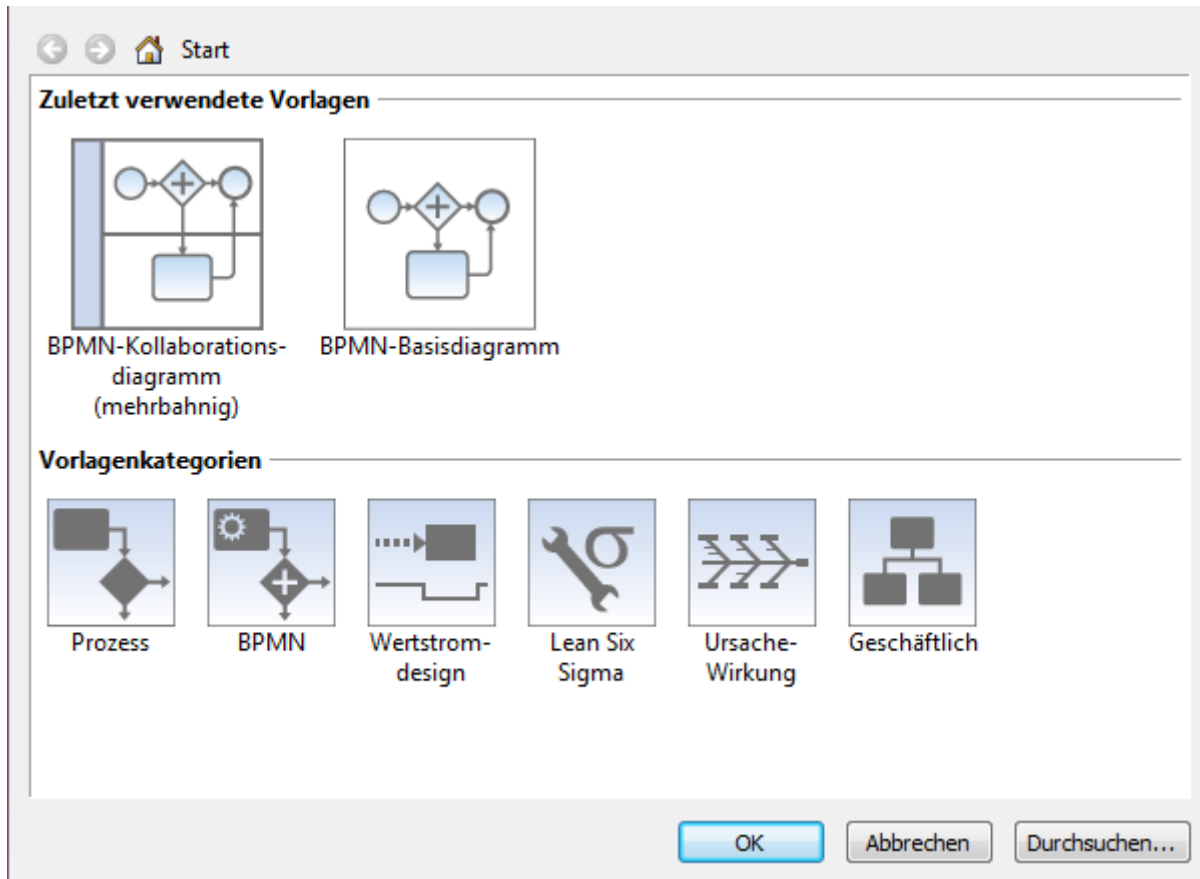 Start
Zuletzt verwendete Vorlagen
BPMN-Kollaborations-
diagramm
(mehrbahnig)
BPMN-Basisdiagramm
Vorlagenkategorien
Prozess
BPMN
Wertstrom-
design
Lean Six
Sigma
Ursache-
Wirkung
Geschäftlich
OK
Abbrechen
Durchsuchen...